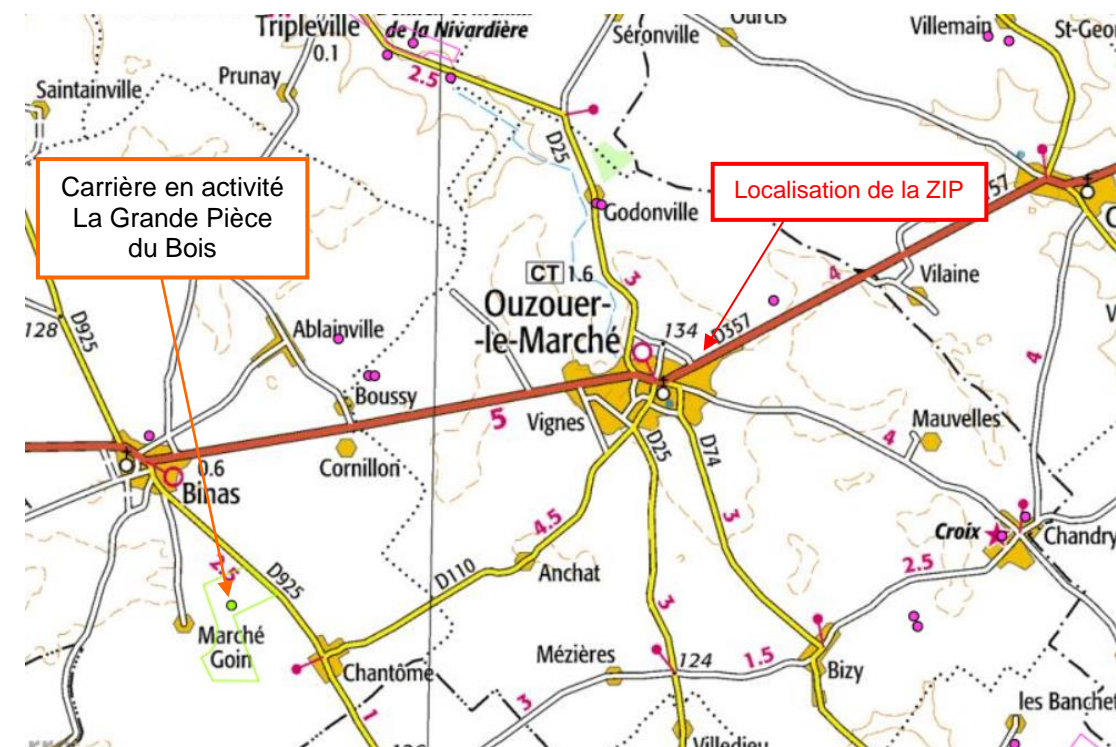 Tripleville
0.1
de la Nivardière
2.5
Séronville
Villemain
St-Geor
Prunay
Saintainville
Carrière en activité
La Grande Pièce
du Bois
D25
Localisation de la ZIP
57
Godonville
CT 1.6
3
4
Vilaine
Ouzouer-
-le-Marché
134
D357
128
D925
Ablainville
4
Boussy
5
Vignes
Mauvelles
D25
D74
4
Cornillon
0.6
Binas
4.5
3
Croix
Chandry
2.5
D925
D110
Anchat
2.5
3
Marché
Goin
Mézières
124
1.5
Chantôme
Bizy
3
1
les Banchet
Villedieu